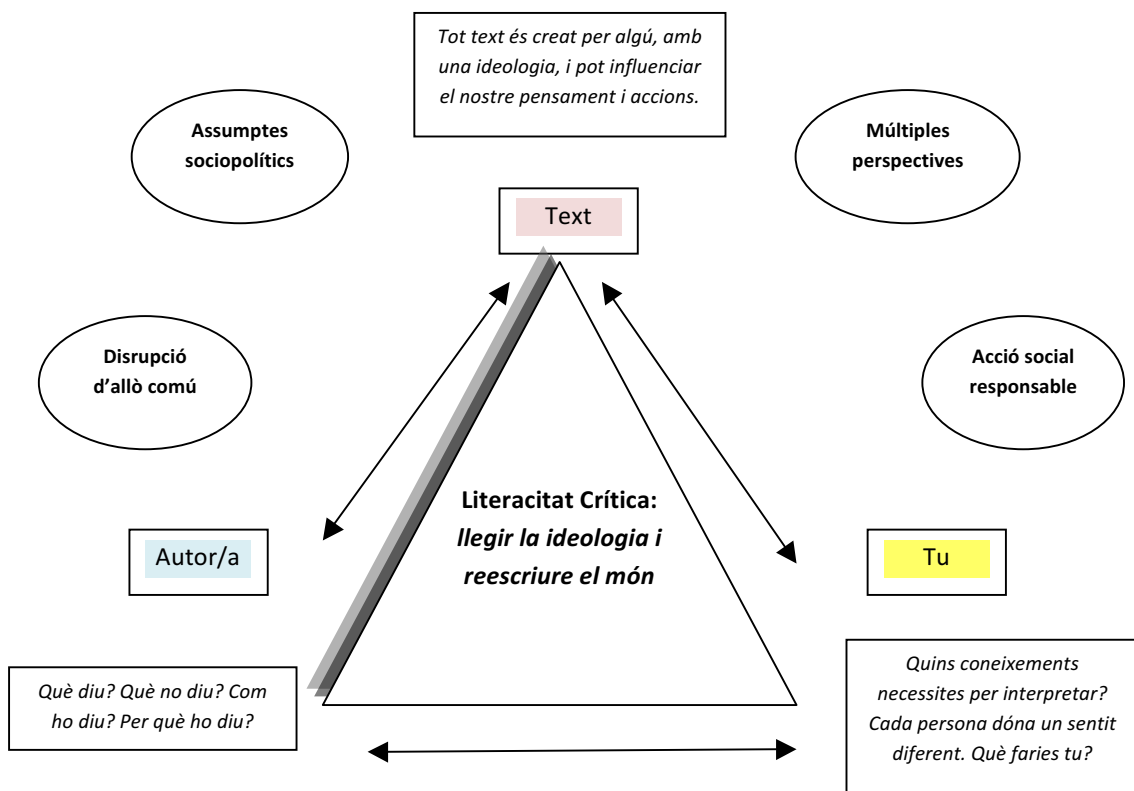 Tot text és creat per algú, amb
una ideologia, i pot influenciar
el nostre pensament i accions.
Assumptes
sociopolítics
Múltiples
perspectives
Text
Disrupció
d’allò comú
Acció social
responsable
Literacitat Crítica:
llegir la ideologia i
reescriure el món
Autor/a
Tu
Què diu? Què no diu? Com
ho diu? Per què ho diu?
Quins coneixements
necessites per interpretar?
Cada persona dóna un sentit
diferent. Què faries tu?